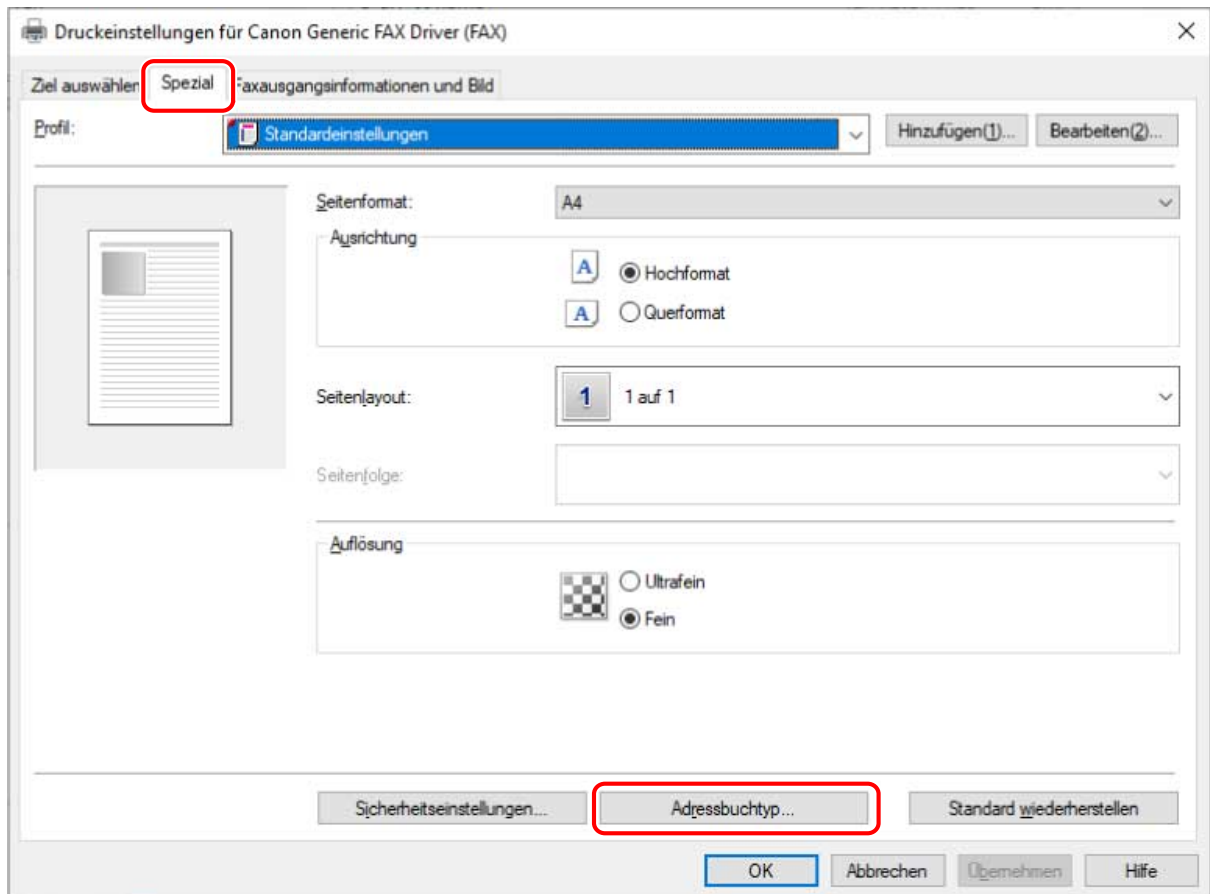 Druckeinstellungen für Canon Generic FAX Driver (FAX)
Ziel auswählen Spezial Faxausgangsinformationen und Bild
Profil: Standardeinstellungen Hinzufügen(1)... Bearbeiten(2)...
Seitenformat: A4
Ausrichtung
A Hochformat
A Querformat
Seitenlayout: 1 1 auf 1
Seitenfolge:
Auflösung
Ultrafein
Fein
Sicherheitseinstellungen... Adressbuchtyp... Standard wiederherstellen
OK Abbrechen Übernehmen Hilfe